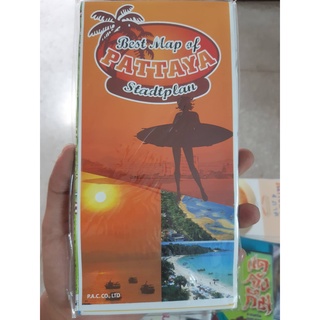 Best Map of
PATTAYA
Stadtplan
P.A.C. CO., LTD